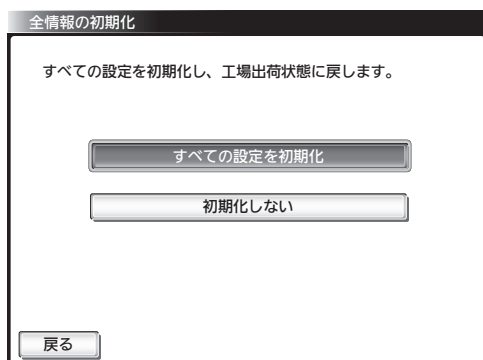 全情報の初期化
すべての設定を初期化し、工場出荷状態に戻します。
すべての設定を初期化
初期化しない
戻る